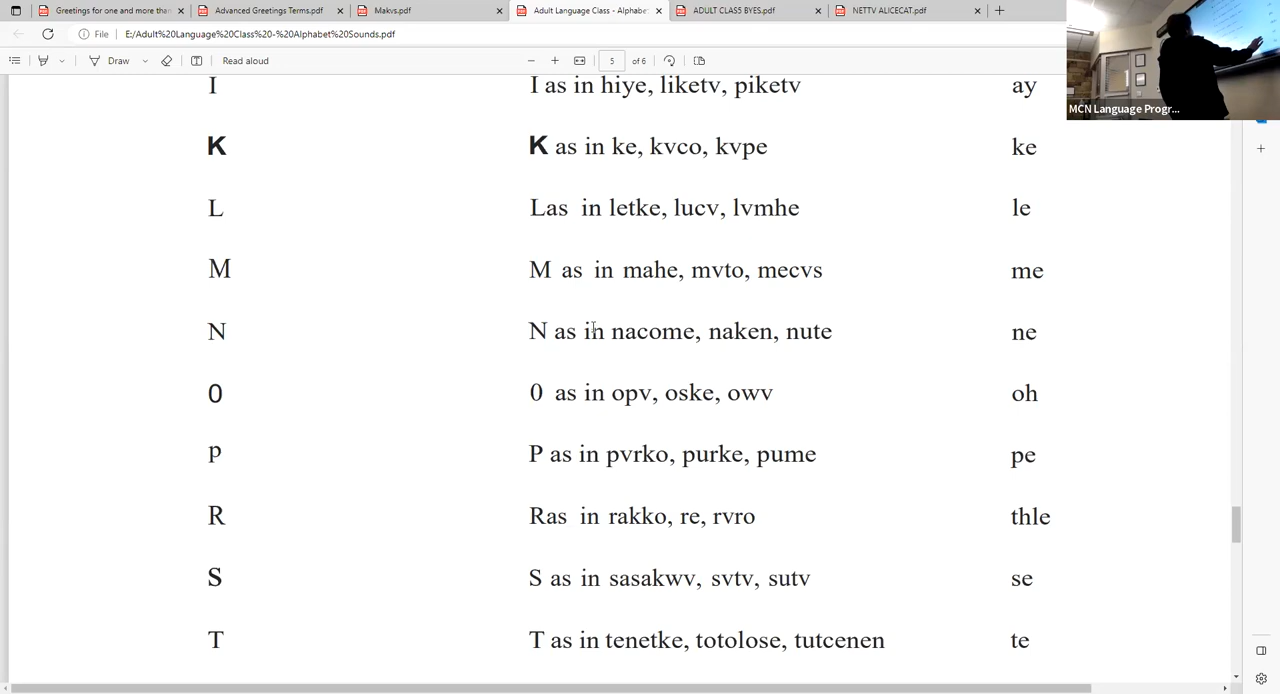 Greetings for one and more than
Advanced Greetings Terms.pdf
Makvs.pdf
Adult Language Class - Alphabe
ADULT CLAS5 BYES.pdf
NETTV ALICECAT.pdf
File E:/Adult%20Language%20Class%20-%20Alphabet%20Sounds.pdf
Draw Read aloud 5 of 6
MCN Language Progr...
I I as in hiye, liketv, piketv ay
K K as in ke, kvco, kvpe ke
L Las in letke, lucv, lvmhe le
M M as in mahe, mvto, mecvs me
N N as in nacome, naken, nute ne
0 0 as in opv, oske, owv oh
p P as in pvrko, purke, pume pe
R Ras in rakko, re, rvro thle
S S as in sasakwv, svtv, sutv se
T T as in tenetke, totolose, tutcenen te